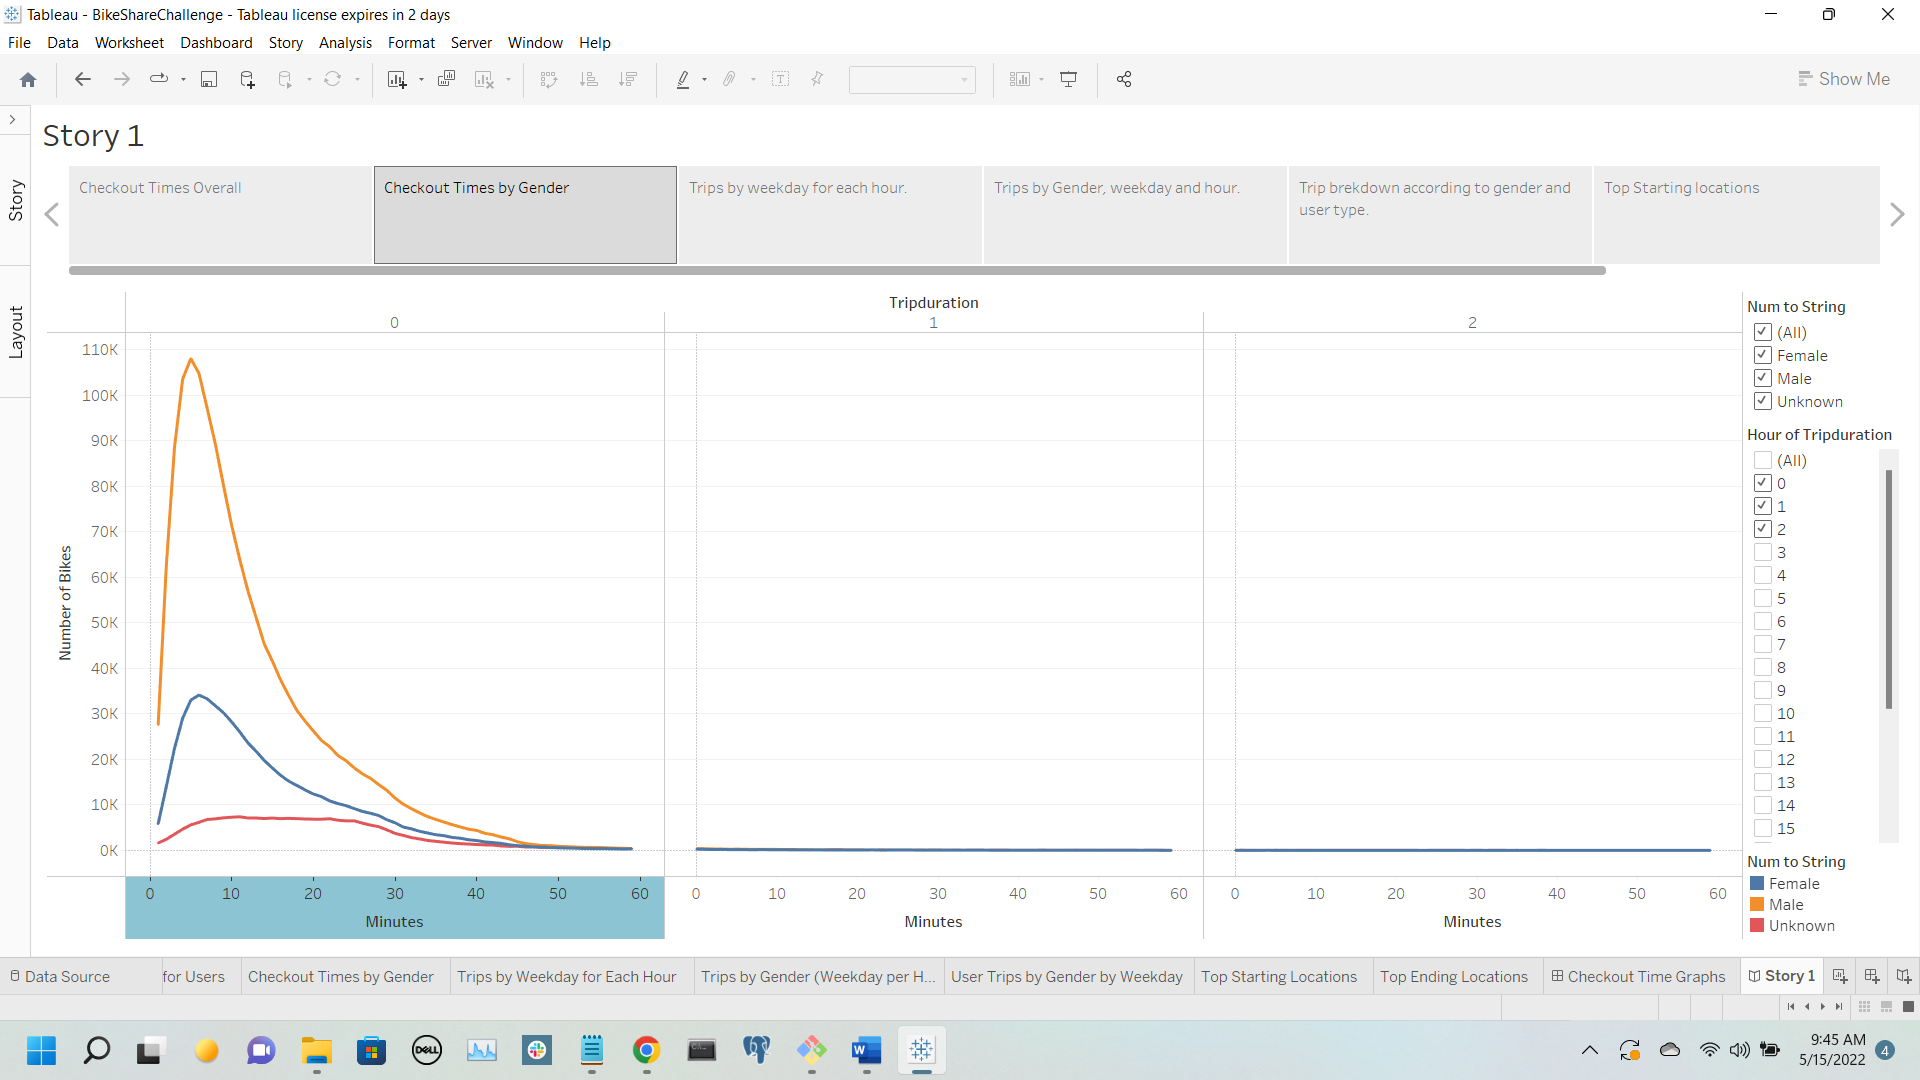 Tableau - BikeShareChallenge - Tableau license expires in 2 days
File Data Worksheet Dashboard Story Analysis Format Server Window Help
Show Me
Story
Layout
Story 1
Checkout Times Overall
Checkout Times by Gender
Trips by weekday for each hour.
Trips by Gender, weekday and hour.
Trip brekdown according to gender and
user type.
Top Starting locations
Tripduration
0 1 2
Number of Bikes
110K
100K
90K
80K
70K
60K
50K
40K
30K
20K
10K
0K
0 10 20 30 40 50 60
0 10 20 30 40 50 60
0 10 20 30 40 50 60
Minutes Minutes Minutes
Num to String
(All)
Female
Male
Unknown
Hour of Tripduration
(All)
0
1
2
3
4
5
6
7
8
9
10
11
12
13
14
15
Num to String
Female
Male
Unknown
Data Source for Users Checkout Times by Gender Trips by Weekday for Each Hour Trips by Gender (Weekday per H... User Trips by Gender by Weekday Top Starting Locations Top Ending Locations Checkout Time Graphs Story 1
DELL
9:45 AM
5/15/2022
4